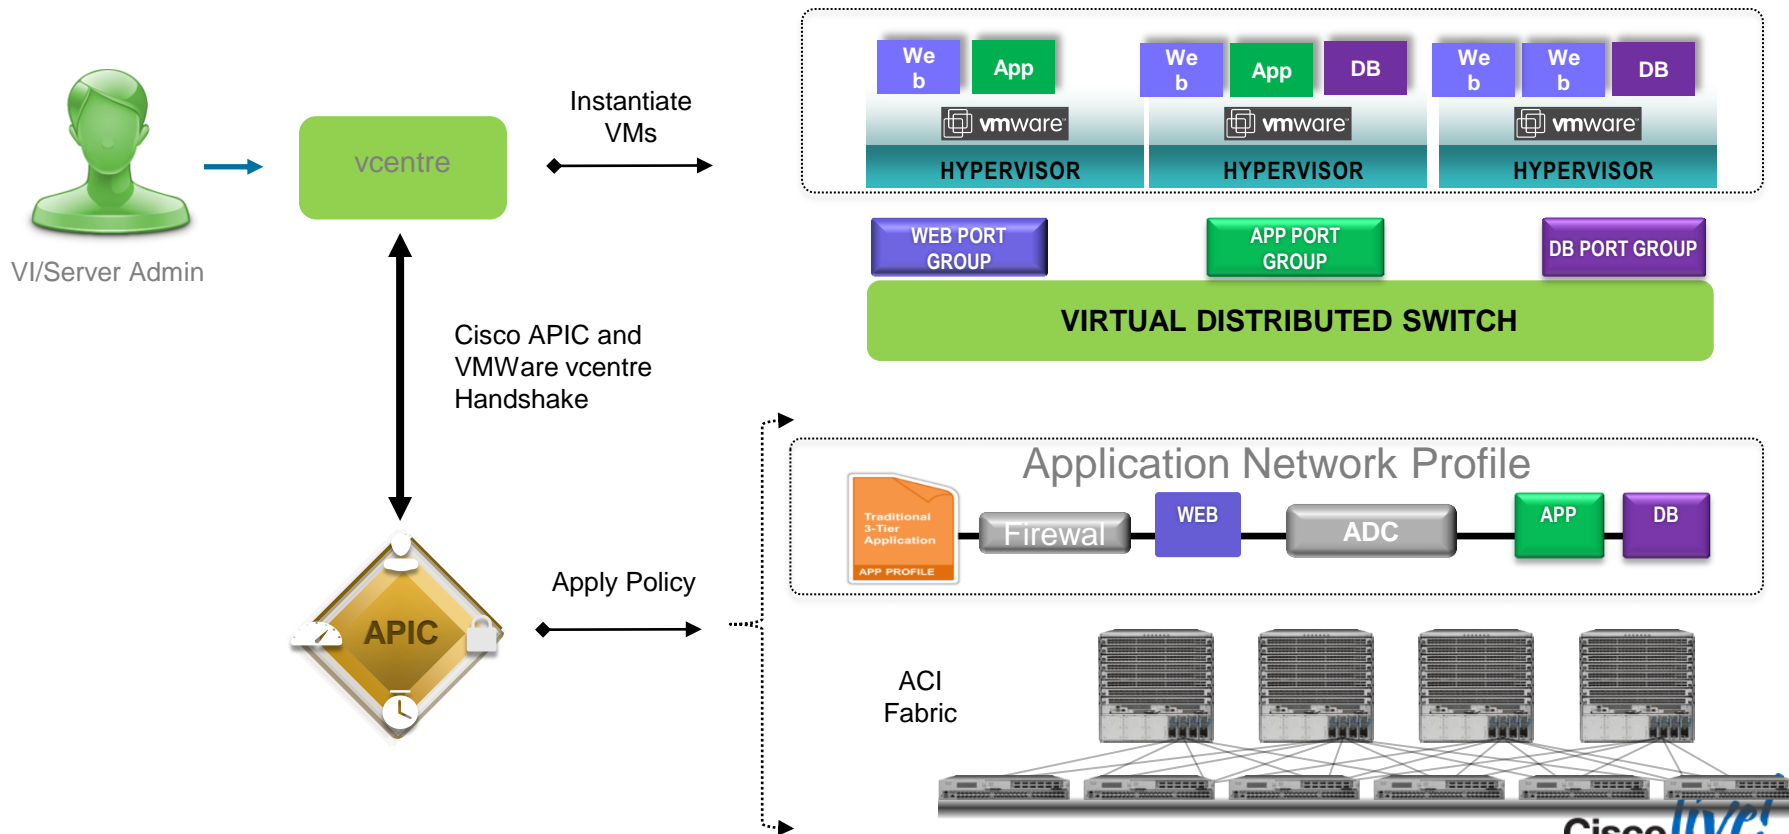 We
b
App
We
b
App
DB
We
b
We
b
DB
vmware
vmware
vmware
HYPERVISOR
HYPERVISOR
HYPERVISOR
Instantiate
VMs
vcentre
VI/Server Admin
WEB PORT
GROUP
APP PORT
GROUP
DB PORT GROUP
VIRTUAL DISTRIBUTED SWITCH
Cisco APIC and
VMWare vcentre
Handshake
Application Network Profile
Traditional
3-Tier
Application
APP PROFILE
Firewal
WEB
ADC
APP
DB
Apply Policy
APIC
ACI
Fabric
Cisco live!